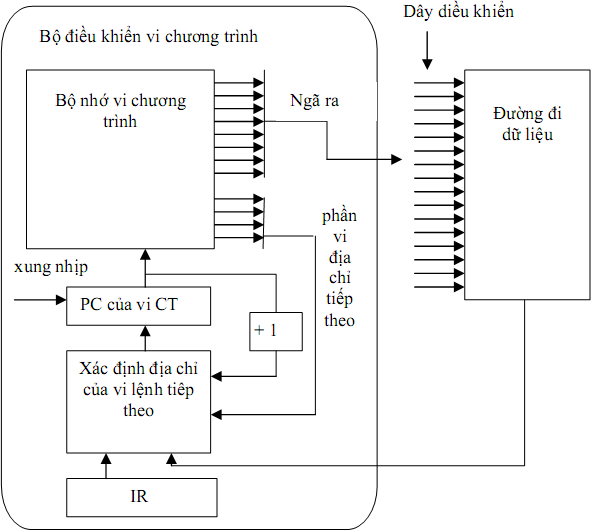 Dây diều khiển
Bộ điều khiển vi chương trình
Bộ nhớ vi chương
trình
Ngã ra
Đường đi
dữ liệu
phần
vi
địa
chỉ
tiếp
theo
xung nhịp
PC của vi CT
+ 1
Xác định địa chỉ
của vi lệnh tiêp
theo
IR